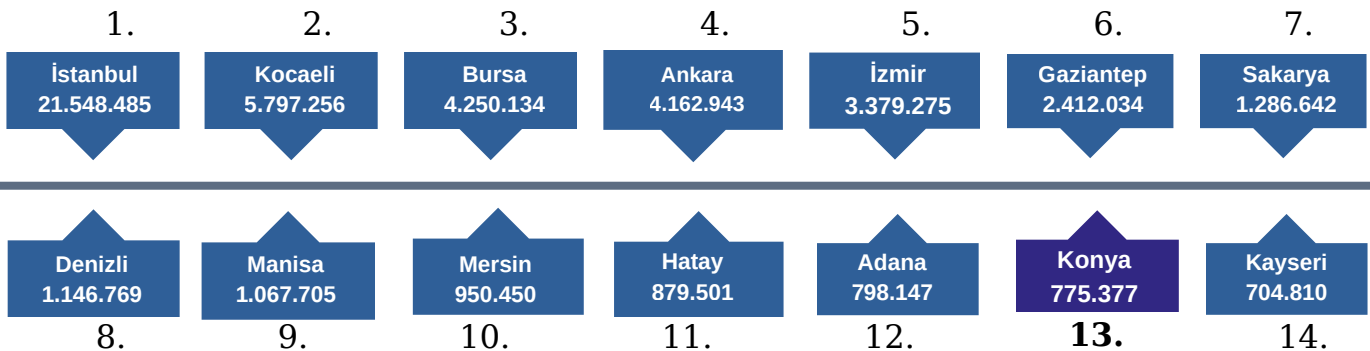 1. 2. 3. 4. 5. 6. 7.
İstanbul Kocaeli Bursa Ankara İzmir Gaziantep Sakarya
21.548.485 5.797.256 4.250.134 4.162.943 3.379.275 2.412.034 1.286.642
Denizli Manisa Mersin Hatay Adana Konya Kayseri
1.146.769 1.067.705 950.450 879.501 798.147 775.377 704.810
8. 9. 10. 11. 12. 13. 14.